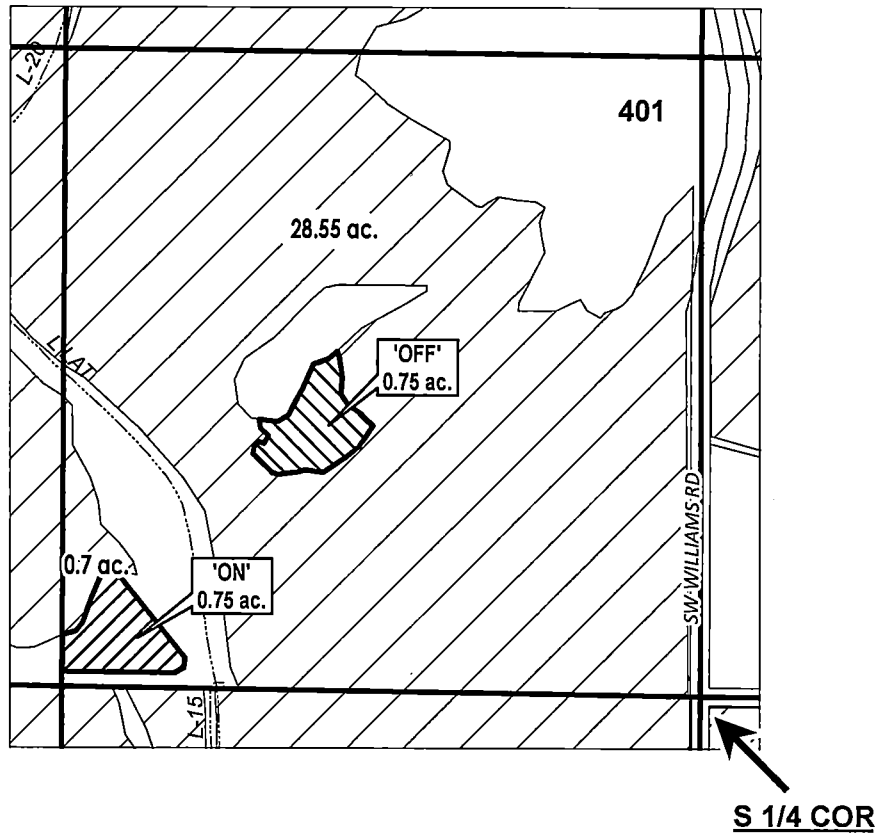 L-20
401
28.55 ac.
LAT
'OFF'
0.75 ac.
0.7 ac.
'ON'
0.75 ac.
SW WILLIAMS RD
L-15
S 1/4 COR